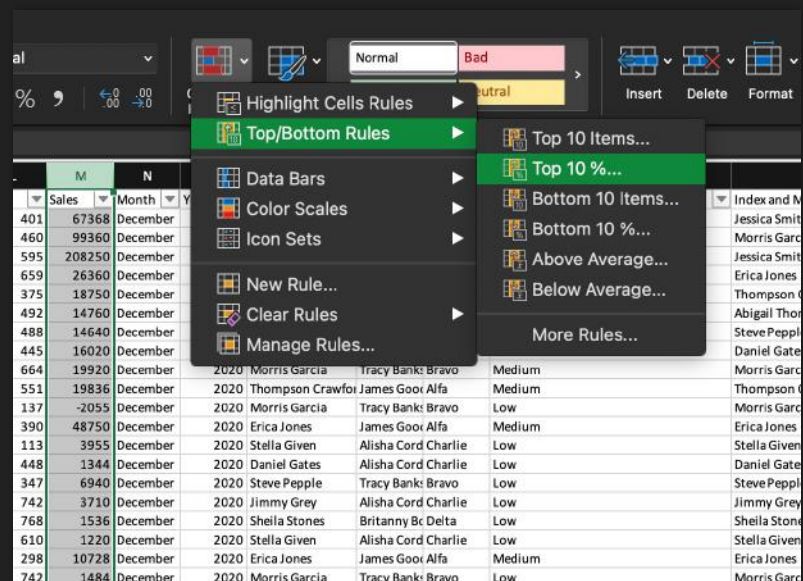 al
Normal Bad
utral
% 9 .00 .00
Insert Delete Format
Highlight Cells Rules
Top/Bottom Rules
Data Bars
Color Scales
Icon Sets
New Rule...
Clear Rules
Manage Rules...
Top 10 Items...
Top 10 %...
Bottom 10 Items...
Bottom 10 %...
Above Average...
Below Average...
More Rules...
M N
Sales Month Y Index and M
401 67368 December Jessica Smit
460 99360 December Morris Garc
595 208250 December Jessica Smit
659 26360 December Erica Jones
375 18750 December Thompson
492 14760 December Abigail Thor
488 14640 December Steve Pepple
445 16020 December Daniel Gate
664 19920 December 2020 Morris Garcia Tracy Banks Bravo Medium Morris Garc
551 19836 December 2020 Thompson Crawfor James Good Alfa Medium Thompson
137 -2055 December 2020 Morris Garcia Tracy Banks Bravo Low Morris Garc
390 48750 December 2020 Erica Jones James Good Alfa Medium Erica Jones
113 3955 December 2020 Stella Given Alisha Cord Charlie Low Stella Given
448 1344 December 2020 Daniel Gates Alisha Cord Charlie Low Daniel Gate
347 6940 December 2020 Steve Pepple Tracy Banks Bravo Low Steve Peppl
742 3710 December 2020 Jimmy Grey Alisha Cord Charlie Low Jimmy Grey
768 1536 December 2020 Sheila Stones Britanny Bo Delta Low Sheila Stone
610 1220 December 2020 Stella Given Alisha Cord Charlie Low Stella Given
298 10728 December 2020 Erica Jones James Good Alfa Medium Erica Jones
742 1484 December 2020 Morris Garcia Tracy Banks Bravo Low Morris Garc